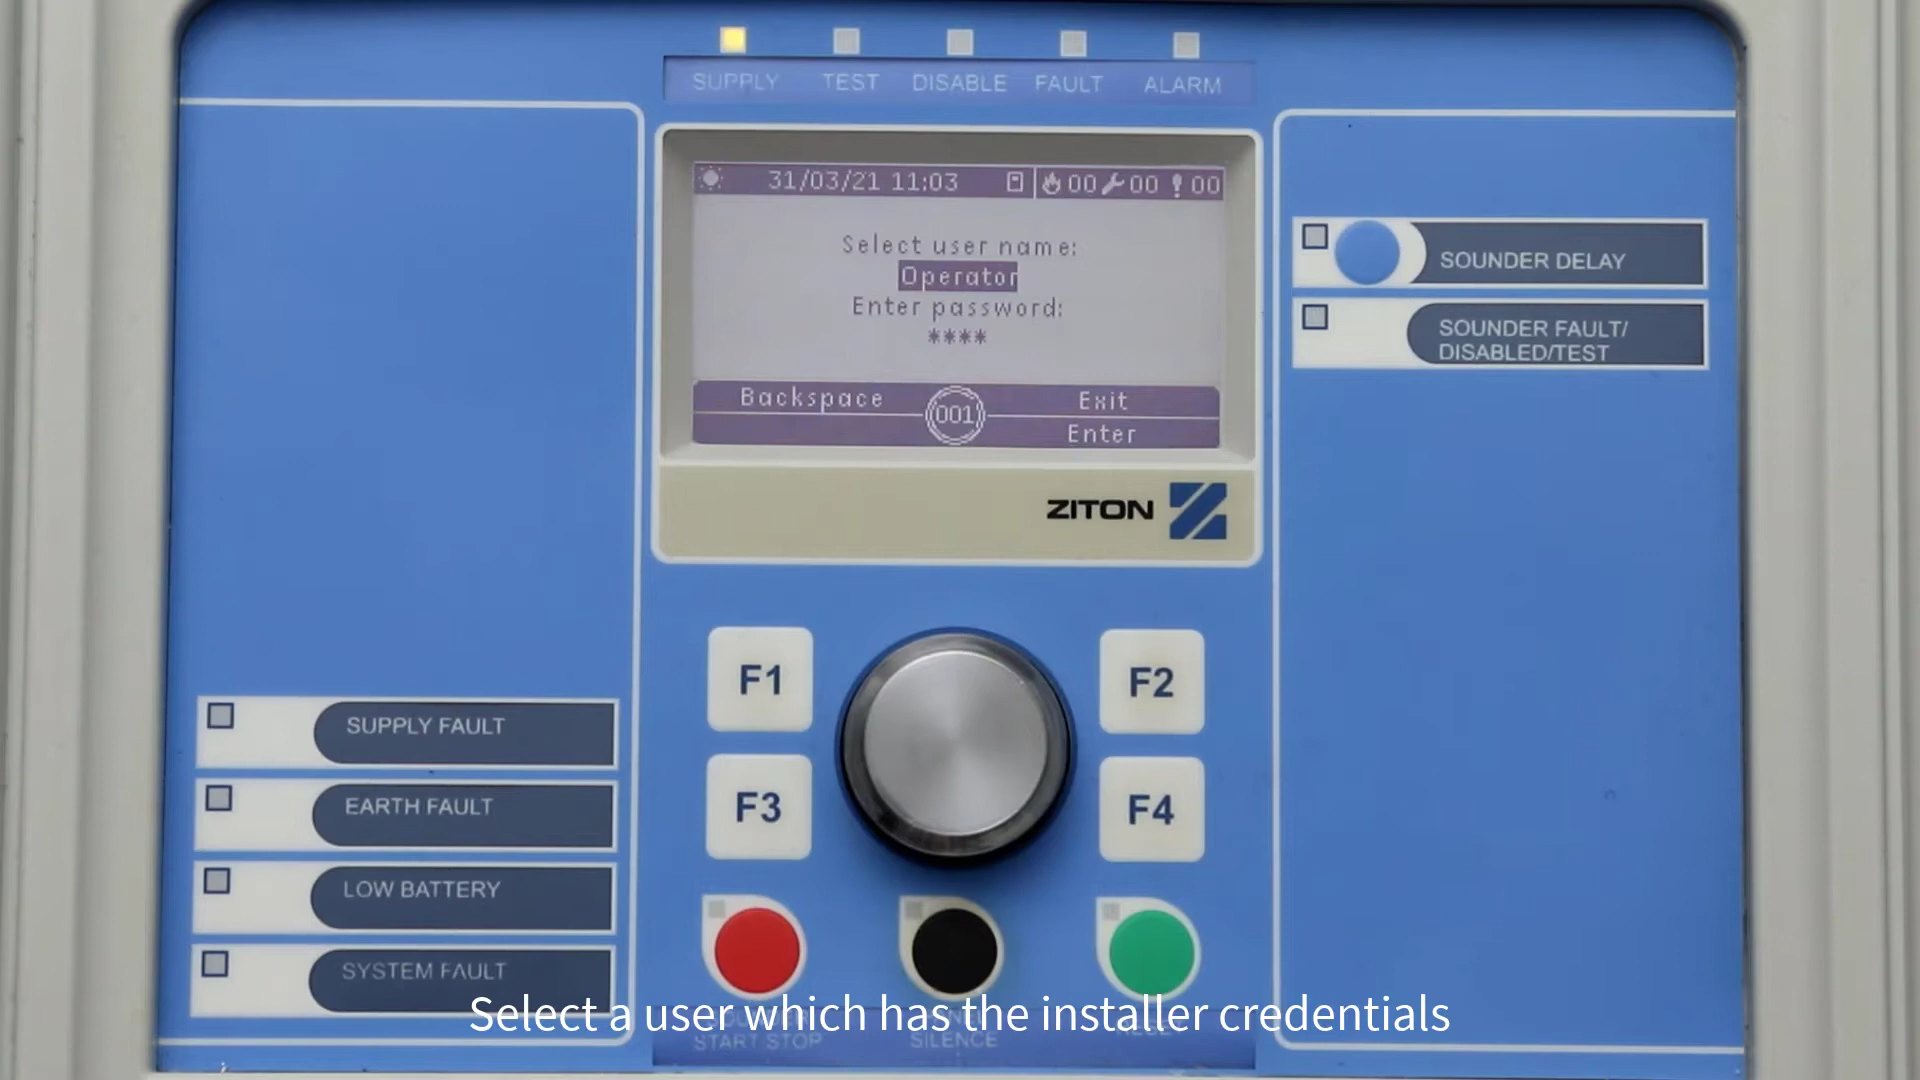 SUPPLY TEST DISABLE FAULT ALARM
31/03/21 11:03 00 00 00
Select user name:
Operator
Enter password:
****
Backspace 001 Exit
Enter
ZITON
SOUNDER DELAY
SOUNDER FAULT/
DISABLED/TEST
F1 F2
F3 F4
SUPPLY FAULT
EARTH FAULT
LOW BATTERY
SYSTEM FAULT
START STOP
SILENCE
Select a user which has the installer credentials